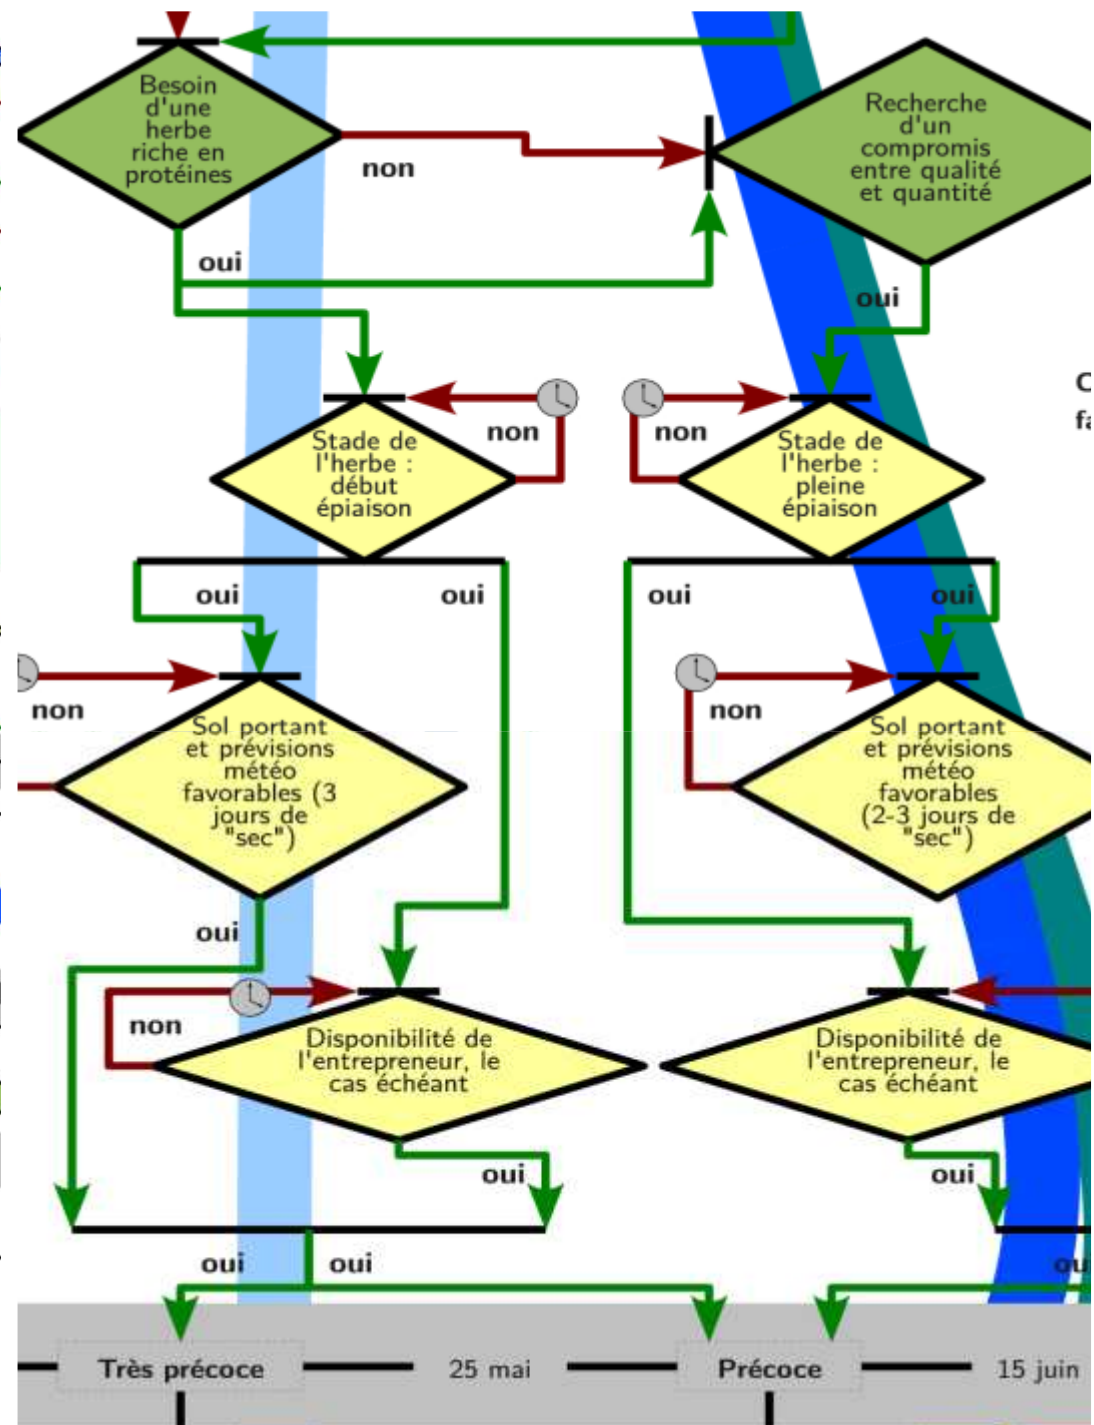 Besoin
d'une
herbe
riche en
protéines
Recherche
d'un
compromis
entre qualité
et quantité
non
oui
oui
non
non
Stade de
l'herbe :
début
épiaison
Stade de
l'herbe :
pleine
épiaison
oui
oui
oui
oui
non
non
Sol portant
et prévisions
météo
favorables (3
jours de
"sec")
Sol portant
et prévisions
météo
favorables
(2-3 jours de
"sec")
oui
non
Disponibilité de
l'entrepreneur, le
cas échéant
Disponibilité de
l'entrepreneur, le
cas échéant
oui
oui
oui
oui
Très précoce
25 mai
Précoce
15 juin